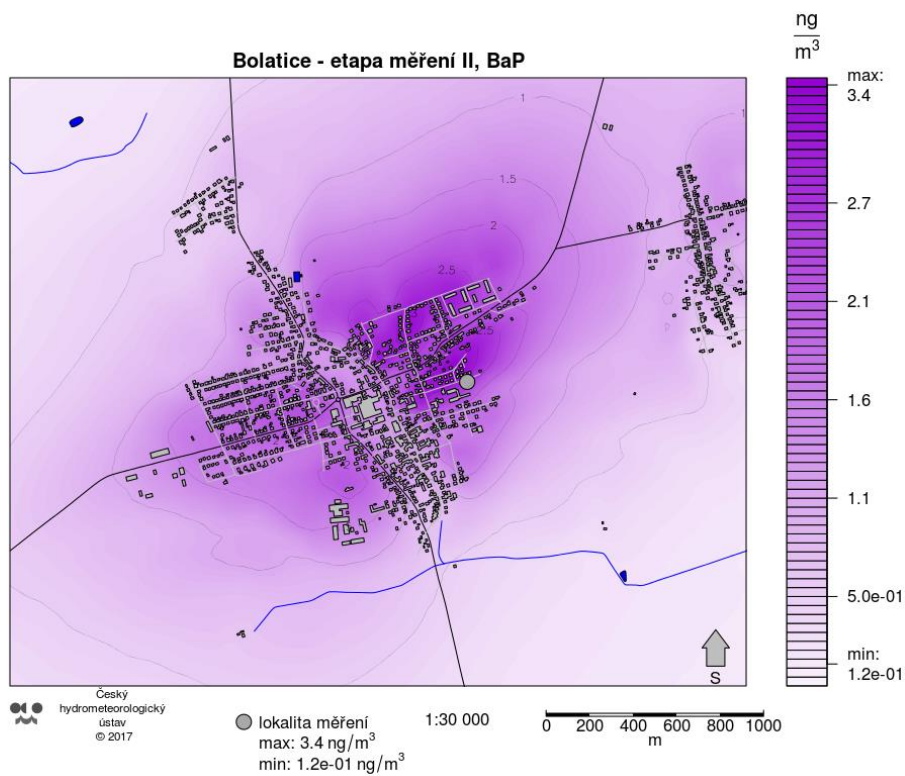 Bolatice - etapa měření II, BaP
ng
m³
max:
3.4
2.7
2.1
1.6
1.1
5.0e-01
min:
1.2e-01
1
1
1.5
2
2.5
S
Český
hydrometeorologický
ústav
© 2017
lokalita měření
max: 3.4 ng/m³
min: 1.2e-01 ng/m³
1:30 000
0 200 400 600 800 1000
m